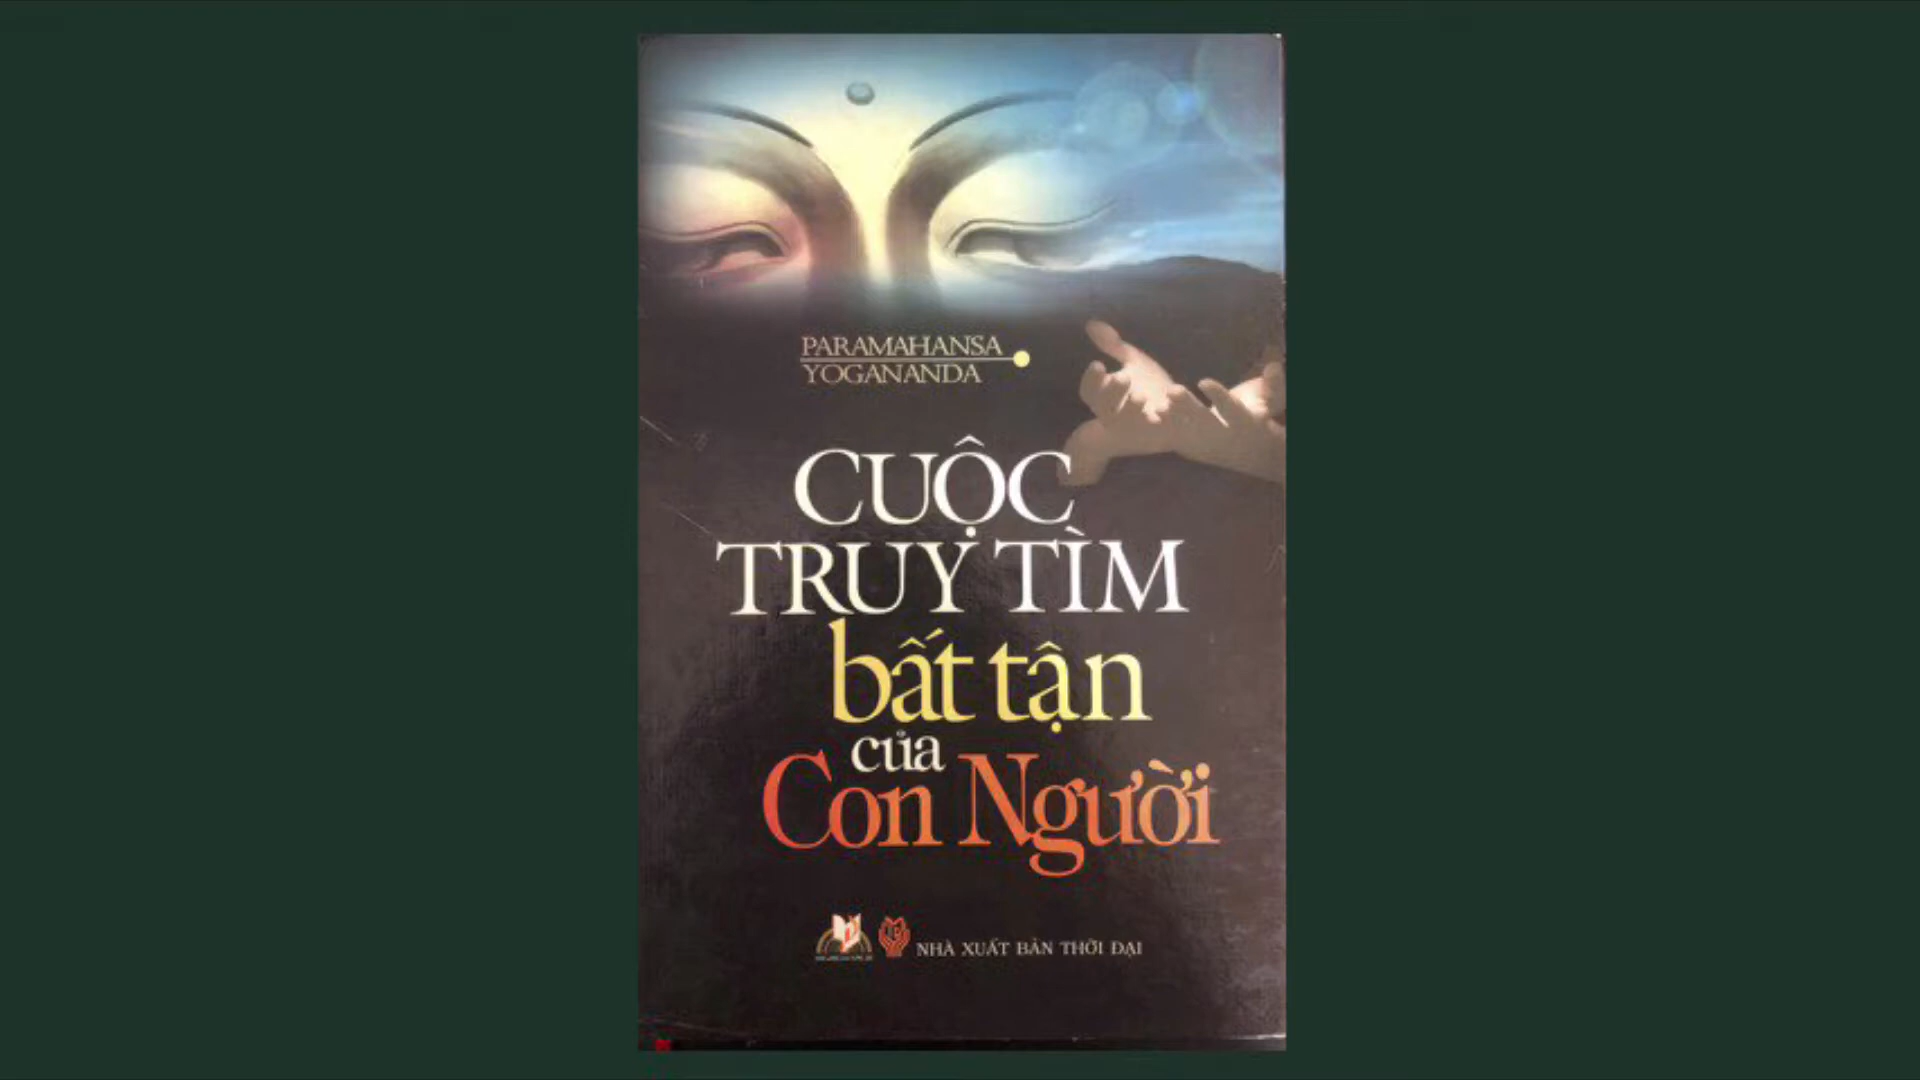 PARAMAHANSA
YOGANANDA
CUỘC
TRUY TÌM
bất tận
của
Con Người
NHÀ XUẤT BẢN THỜI ĐẠI